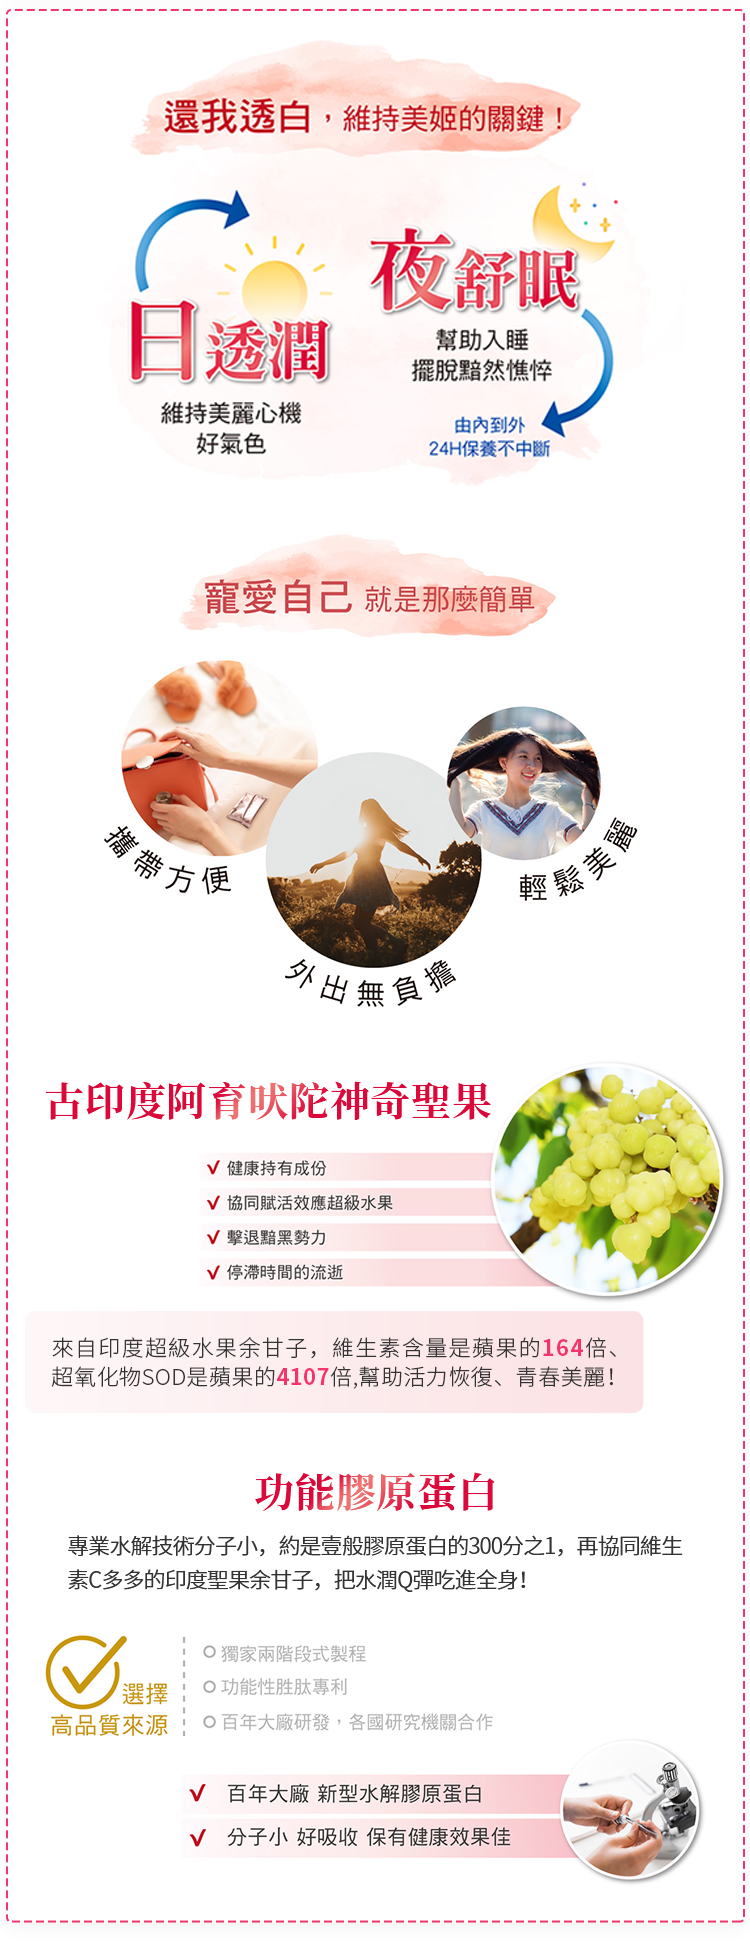 還我透白，維持美姬的關鍵！
日透潤
維持美麗心機
好氣色
夜舒眠
幫助入睡
擺脫黯然憔悴
由內到外
24H保養不中斷
寵愛自己 就是那麼簡單
攜帶方便
外出無負擔
輕鬆美麗
古印度阿育吠陀神奇聖果
健康持有成份
協同賦活效應超級水果
擊退黯黑勢力
停滯時間的流逝
來自印度超級水果余甘子，維生素含量是蘋果的164倍、
超氧化物SOD是蘋果的4107倍,幫助活力恢復、青春美麗！
功能膠原蛋白
專業水解技術分子小，約是壹般膠原蛋白的300分之1，再協同維生
素C多多的印度聖果余甘子，把水潤Q彈吃進全身！
選擇
高品質來源
獨家兩階段式製程
功能性胜肽專利
百年大廠研發，各國研究機關合作
百年大廠 新型水解膠原蛋白
分子小 好吸收 保有健康效果佳